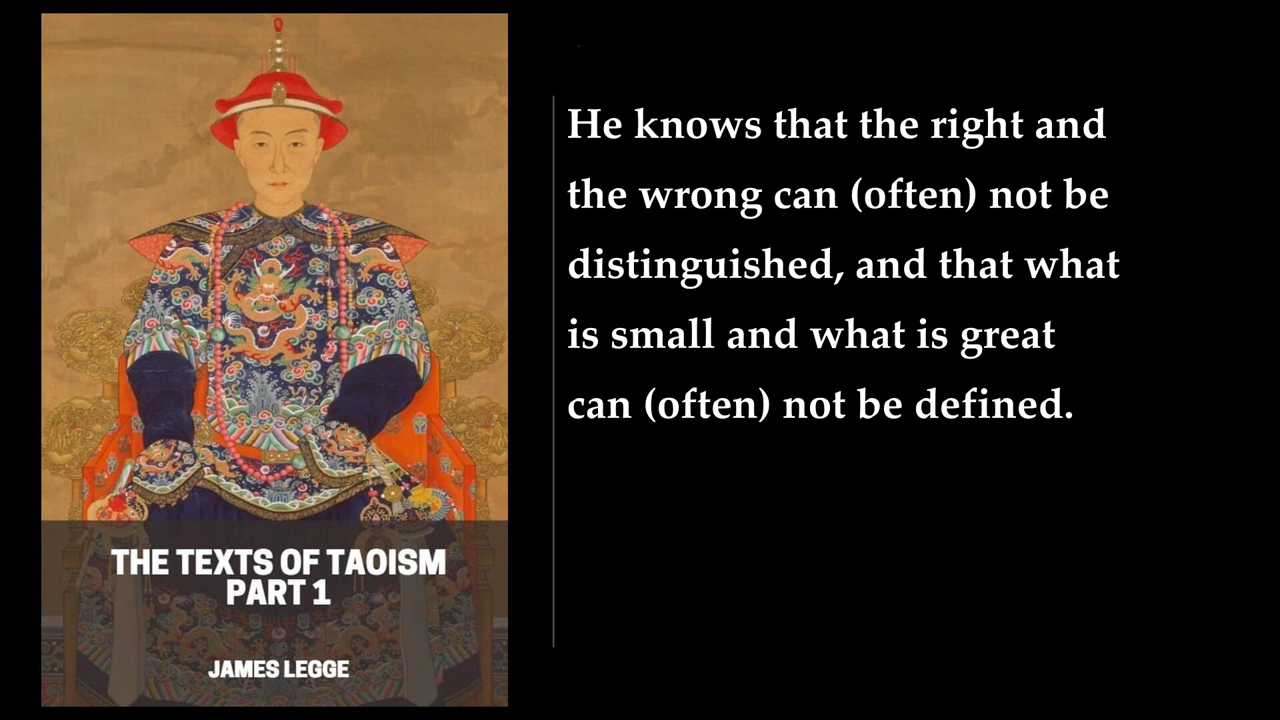 THE TEXTS OF TAOISM
PART 1
JAMES LEGGE
He knows that the right and
the wrong can (often) not be
distinguished, and that what
is small and what is great
can (often) not be defined.